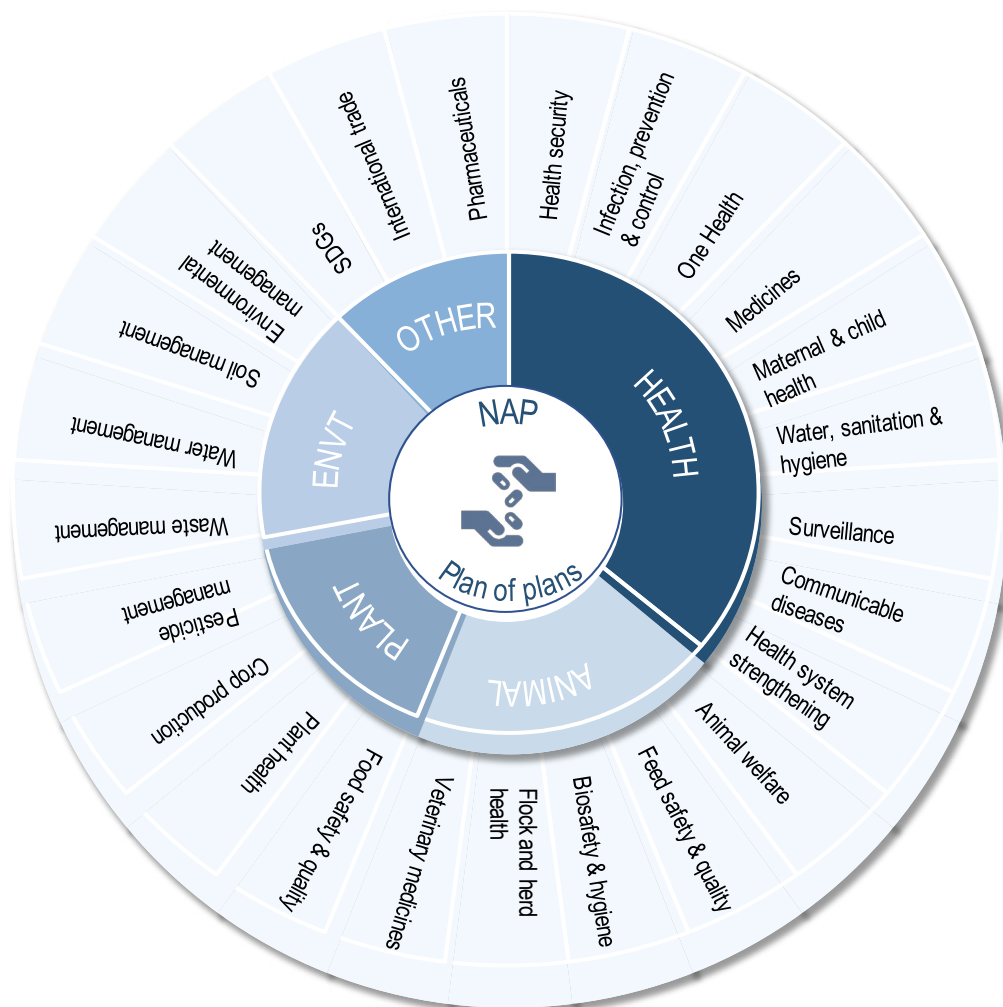 NAP
Plan of plans
HEALTH
ANIMAL
PLANT
ENVT
OTHER
Health security
Infection, prevention
& control
One Health
Medicines
Maternal & child
health
Water, sanitation &
hygiene
Surveillance
Communicable
diseases
Health system
strengthening
Animal welfare
Feed safety & quality
Biosafety & hygiene
Flock and herd
health
Veterinary medicines
Food safety & quality
Plant health
Crop production
Pesticide
management
Waste management
Water management
Soil management
Environmental
management
SDGs
International trade
Pharmaceuticals